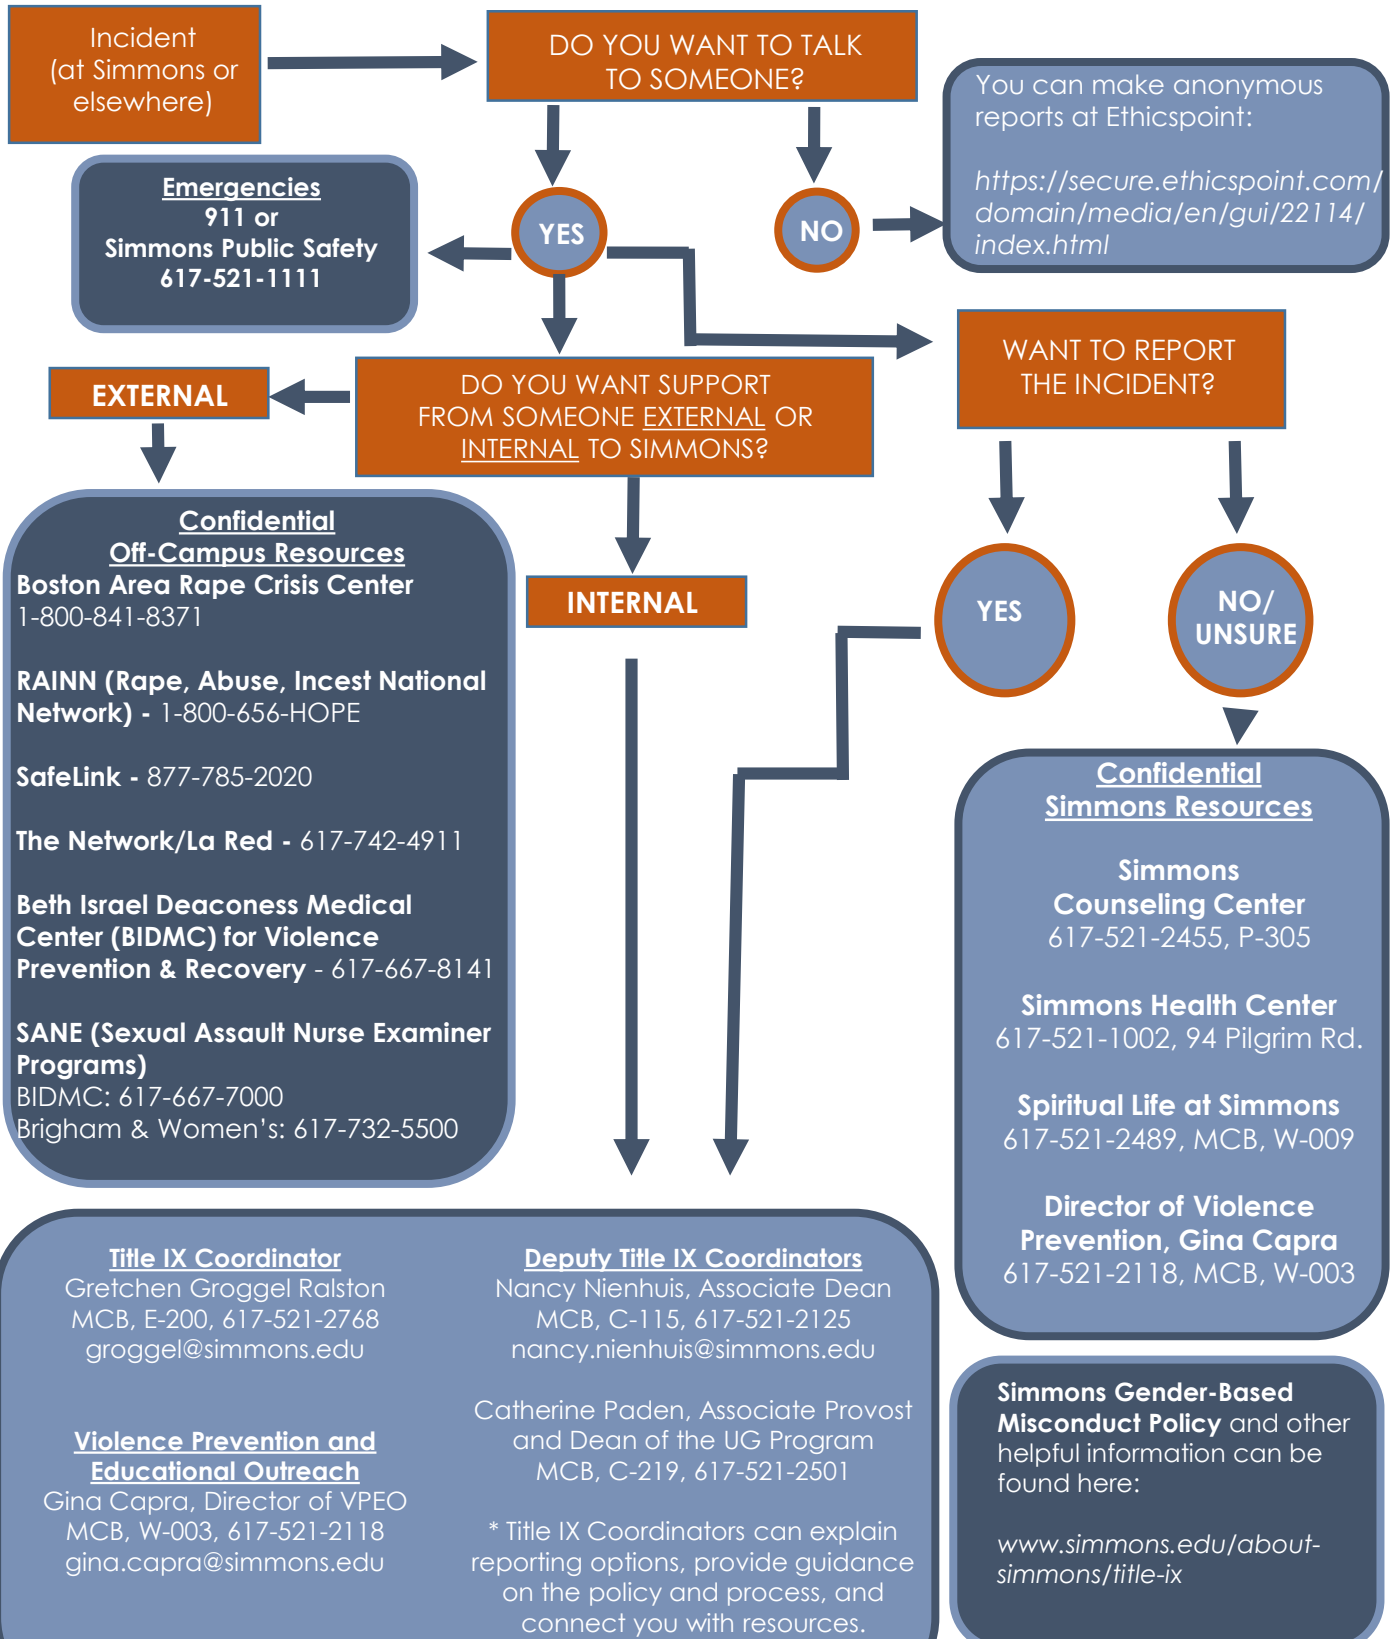 Incident
(at Simmons or
elsewhere)
DO YOU WANT TO TALK
TO SOMEONE?
You can make anonymous
reports at Ethicspoint:
https://secure.ethicspoint.com/
domain/media/en/gui/22114/
index.html
Emergencies
911 or
Simmons Public Safety
617-521-1111
YES
NO
WANT TO REPORT
THE INCIDENT?
EXTERNAL
DO YOU WANT SUPPORT
FROM SOMEONE EXTERNAL OR
INTERNAL TO SIMMONS?
Confidential
Off-Campus Resources
Boston Area Rape Crisis Center
1-800-841-8371
RAINN (Rape, Abuse, Incest National
Network) - 1-800-656-HOPE
SafeLink - 877-785-2020
The Network/La Red - 617-742-4911
Beth Israel Deaconess Medical
Center (BIDMC) for Violence
Prevention & Recovery - 617-667-8141
SANE (Sexual Assault Nurse Examiner
Programs)
BIDMC: 617-667-7000
Brigham & Women's: 617-732-5500
INTERNAL
YES
NO/
UNSURE
Confidential
Simmons Resources
Simmons
Counseling Center
617-521-2455, P-305
Simmons Health Center
617-521-1002, 94 Pilgrim Rd.
Spiritual Life at Simmons
617-521-2489, MCB, W-009
Director of Violence
Prevention, Gina Capra
617-521-2118, MCB, W-003
Title IX Coordinator
Gretchen Groggel Ralston
MCB, E-200, 617-521-2768
groggel@simmons.edu
Violence Prevention and
Educational Outreach
Gina Capra, Director of VPEO
MCB, W-003, 617-521-2118
gina.capra@simmons.edu
Deputy Title IX Coordinators
Nancy Nienhuis, Associate Dean
MCB, C-115, 617-521-2125
nancy.nienhuis@simmons.edu
Catherine Paden, Associate Provost
and Dean of the UG Program
MCB, C-219, 617-521-2501
* Title IX Coordinators can explain
reporting options, provide guidance
on the policy and process, and
connect you with resources.
Simmons Gender-Based
Misconduct Policy and other
helpful information can be
found here:
www.simmons.edu/about-
simmons/title-ix